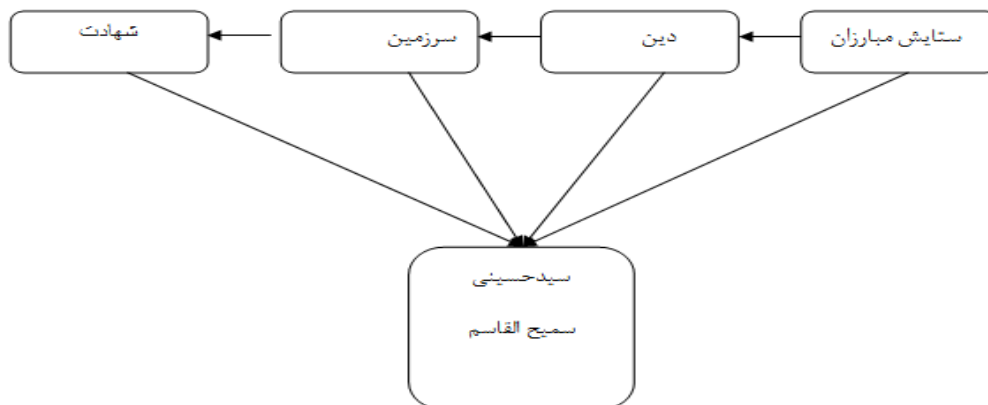 ستایش مبارزان
دین
سرزمین
شهادت
سیدحسینی
سمیح القاسم